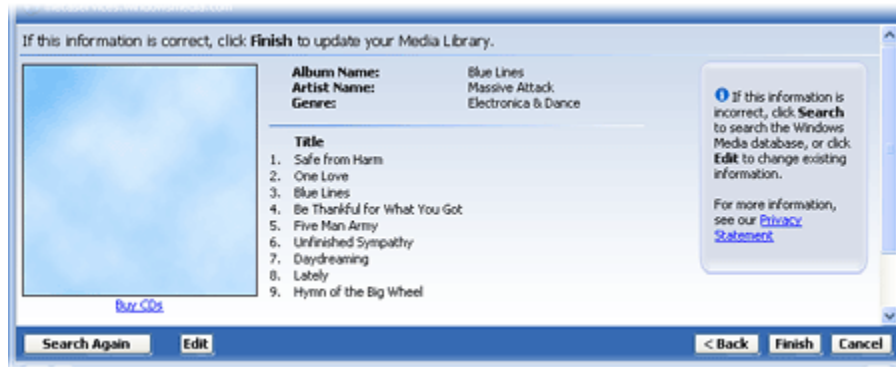 If this information is correct, click Finish to update your Media Library.
Album Name: Blue Lines
Artist Name: Massive Attack
Genre: Electronica & Dance
Title
1. Safe from Harm
2. One Love
3. Blue Lines
4. Be Thankful for What You Got
5. Five Man Army
6. Unfinished Sympathy
7. Daydreaming
8. Lately
9. Hymn of the Big Wheel
Buy CDs
If this information is
incorrect, click Search
to search the Windows
Media database, or click
Edit to change existing
information.
For more information,
see our Privacy
Statement
Search Again Edit < Back Finish Cancel